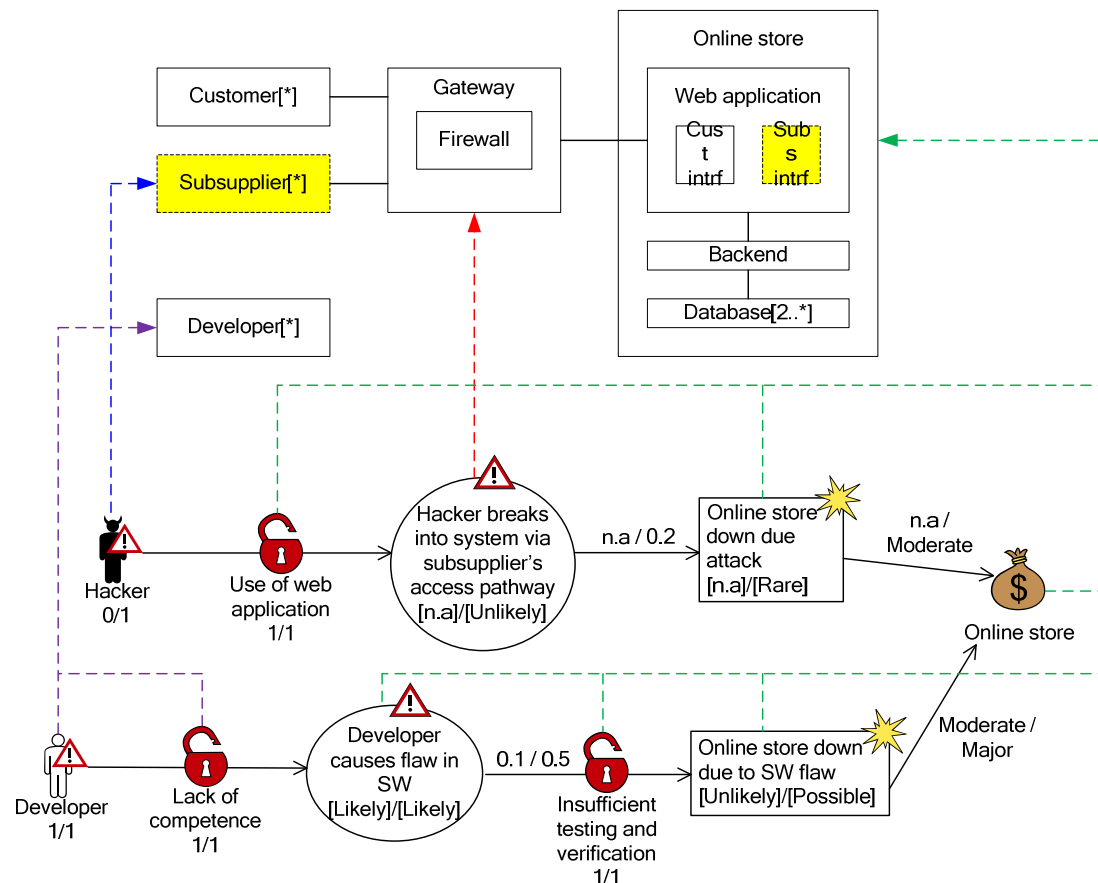 Online store
Customer[*]
Gateway
Firewall
Web application
Cus
t
intrf
Sub
s
intrf
Subsupplier[*]
Backend
Database[2..*]
Developer[*]
Hacker
0/1
Use of web
application
1/1
Hacker breaks
into system via
subsupplier's
access pathway
[n.a]/[Unlikely]
n.a / 0.2
Online store
down due
attack
[n.a]/[Rare]
n.a /
Moderate
$
Online store
Developer
1/1
Lack of
competence
1/1
Developer
causes flaw in
SW
[Likely]/[Likely]
0.1 / 0.5
Insufficient
testing and
verification
1/1
Online store down
due to SW flaw
[Unlikely]/[Possible]
Moderate /
Major